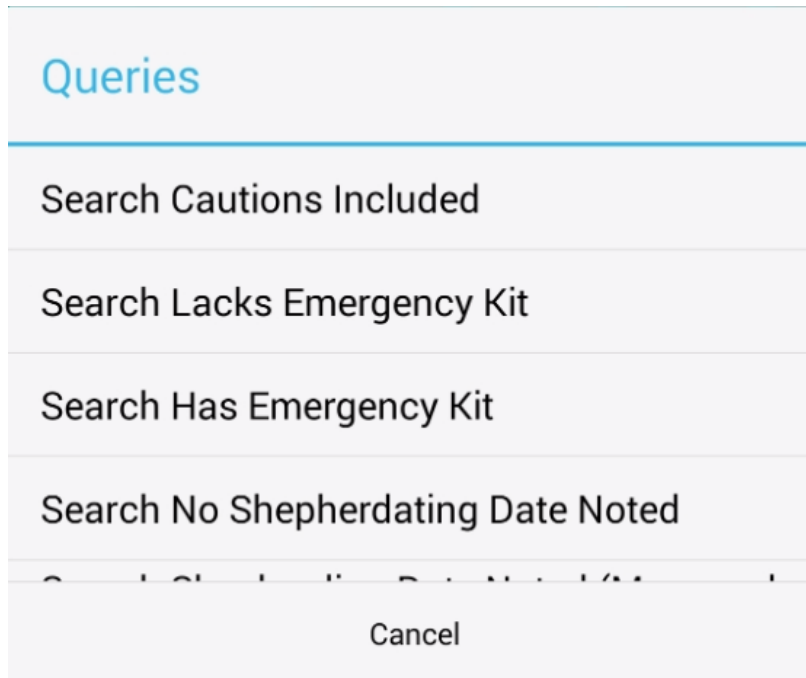 Queries
Search Cautions Included
Search Lacks Emergency Kit
Search Has Emergency Kit
Search No Shepherdating Date Noted
Cancel